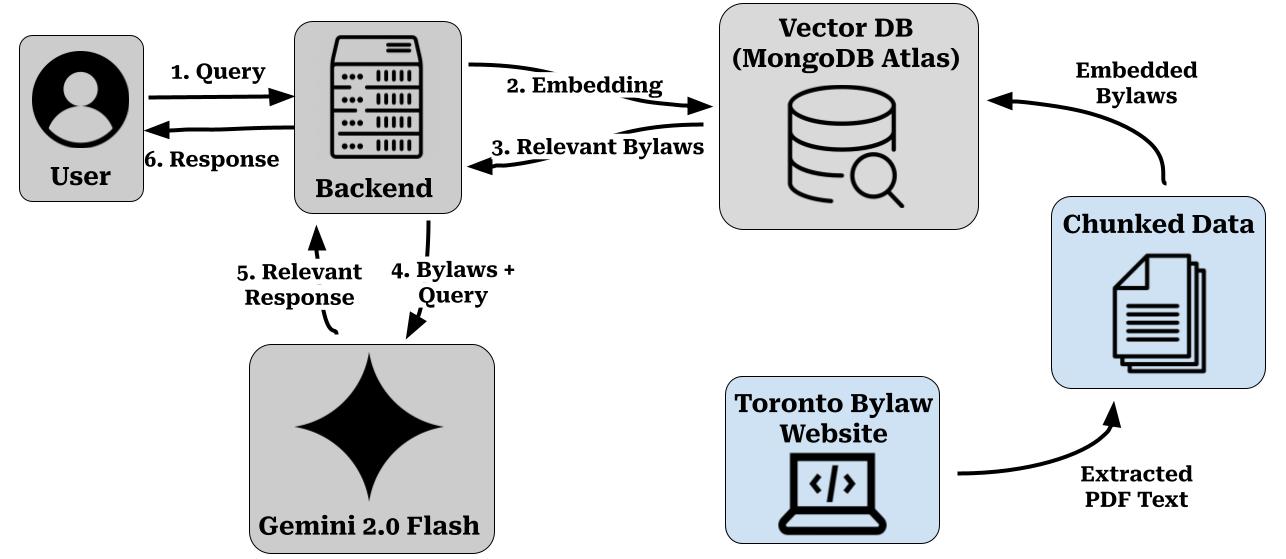 1. Query
6. Response
User
Backend
2. Embedding
3. Relevant Bylaws
Vector DB
(MongoDB Atlas)
Embedded
Bylaws
Chunked Data
5. Relevant
Response
4. Bylaws +
Query
Gemini 2.0 Flash
Toronto Bylaw
Website
</>
Extracted
PDF Text